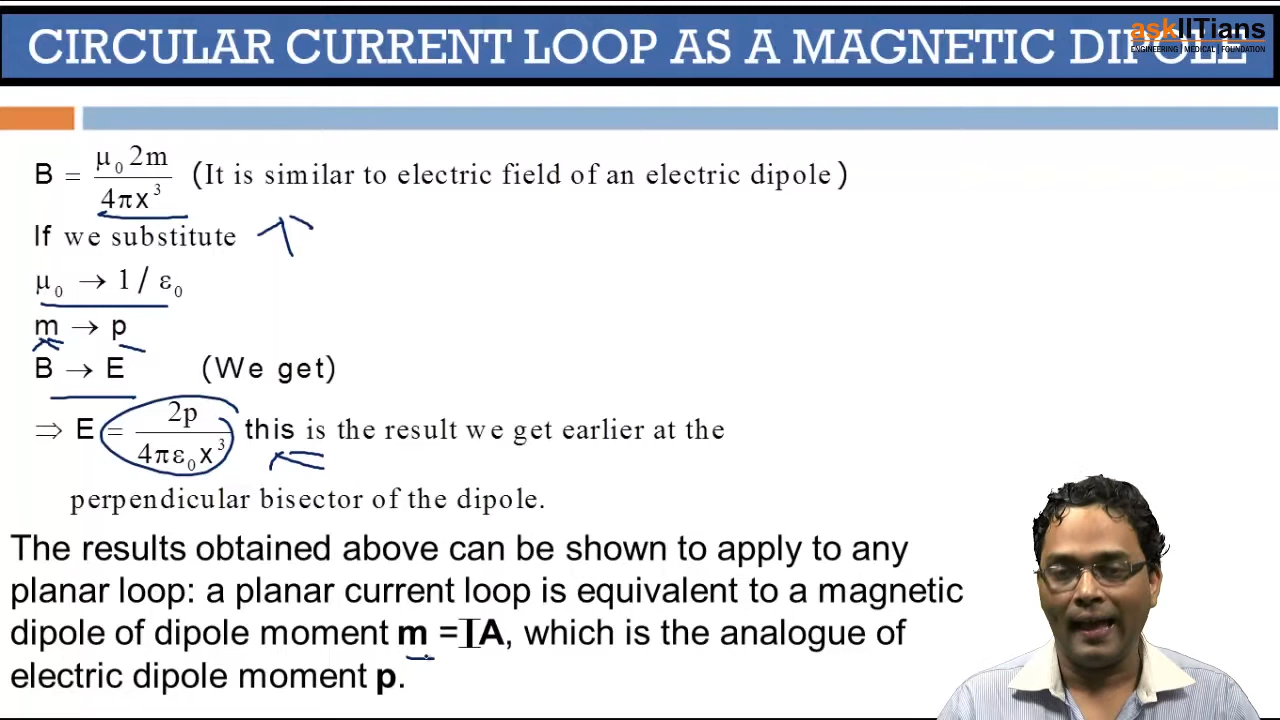 CIRCULAR CURRENT LOOP AS A MAGNETIC DIPOLE
askIITians
ENGINEERING | MEDICAL | FOUNDATION
B = μ₀ 2m / 4πx³ (It is similar to electric field of an electric dipole)
If we substitute
μ₀ → 1 / ε₀
m → p
B → E (We get)
⇒ E = 2p / 4πε₀x³ this is the result we get earlier at the
perpendicular bisector of the dipole.
The results obtained above can be shown to apply to any
planar loop: a planar current loop is equivalent to a magnetic
dipole of dipole moment m =IA, which is the analogue of
electric dipole moment p.